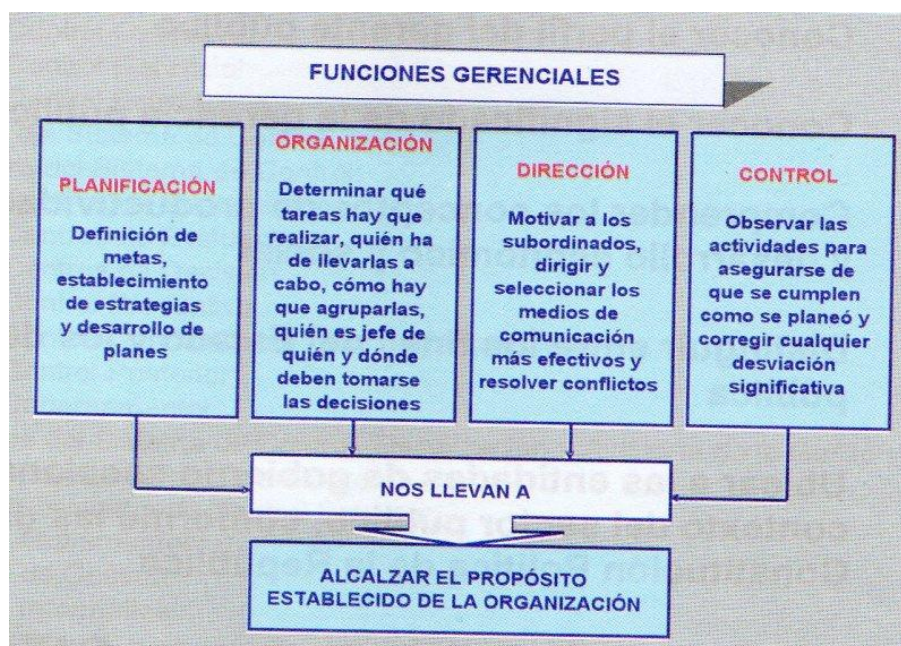 FUNCIONES GERENCIALES
PLANIFICACIÓN
Definición de
metas,
establecimiento
de estrategias
y desarrollo de
planes
ORGANIZACIÓN
Determinar qué
tareas hay que
realizar, quién ha
de llevarlas a
cabo, cómo hay
que agruparlas,
quién es jefe de
quién y dónde
deben tomarse
las decisiones
DIRECCIÓN
Motivar a los
subordinados,
dirigir y
seleccionar los
medios de
comunicación
más efectivos y
resolver conflictos
CONTROL
Observar las
actividades para
asegurarse de
que se cumplen
como se planeó y
corregir cualquier
desviación
significativa
NOS LLEVAN A
ALCALZAR EL PROPÓSITO
ESTABLECIDO DE LA ORGANIZACIÓN